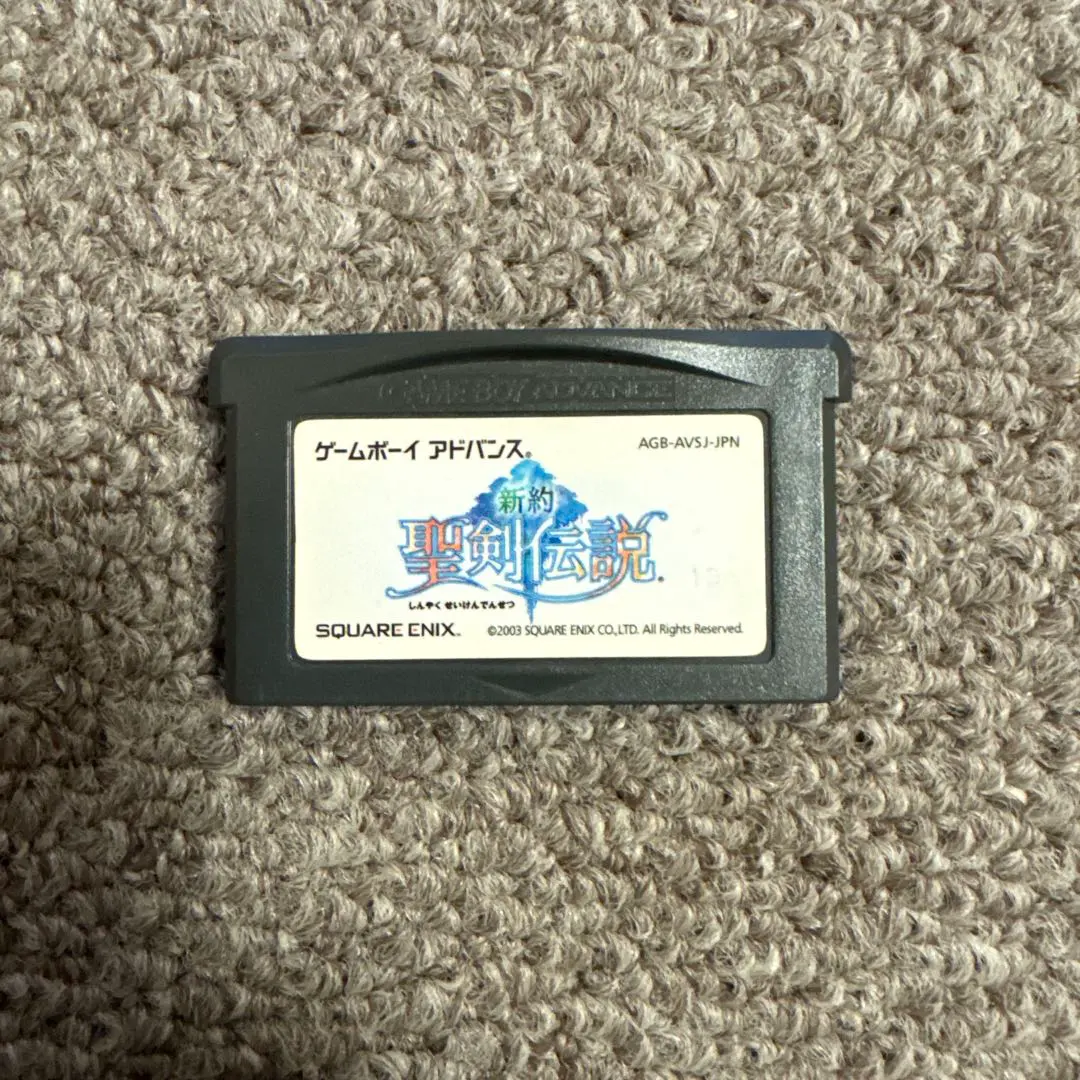 GAME BOY ADVANCE
ゲームボーイ アドバンス®
AGB-AVSJ-JPN
新約
聖剣伝説
しんやく せいけんでんせつ
SQUARE ENIX™
©2003 SQUARE ENIX CO.,LTD. All Rights Reserved.